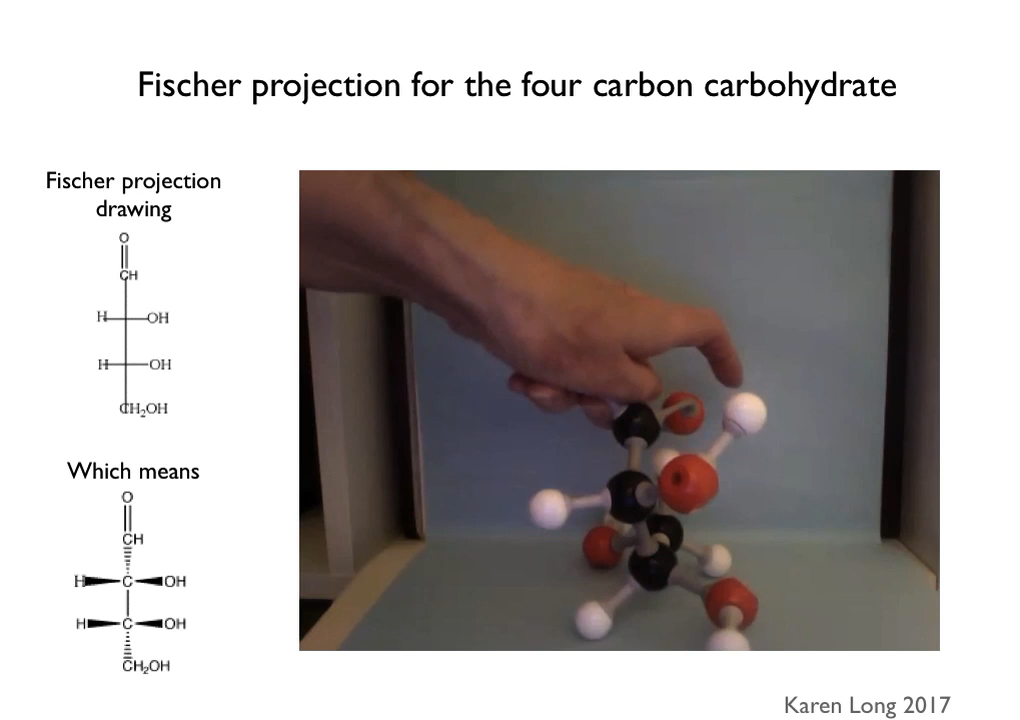 Fischer projection for the four carbon carbohydrate
Fischer projection
drawing
O
CH
H OH
H OH
CH₂OH
Which means
O
CH
H C OH
H C OH
CH₂OH
Karen Long 2017